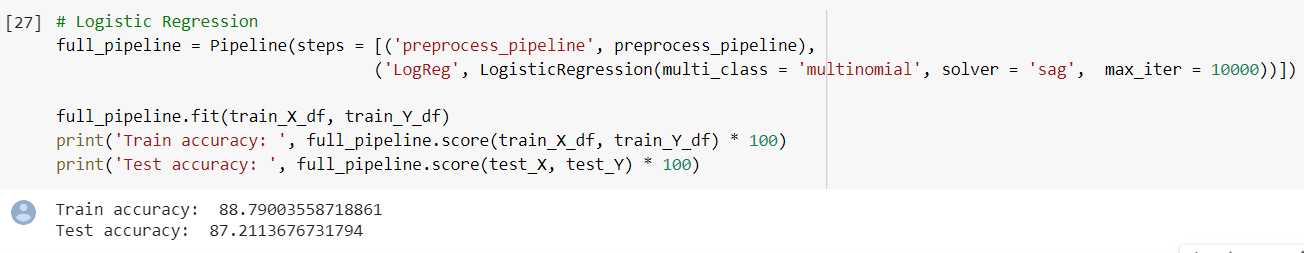 [27] # Logistic Regression
full_pipeline = Pipeline(steps = [('preprocess_pipeline', preprocess_pipeline),
('LogReg', LogisticRegression(multi_class = 'multinomial', solver = 'sag',  max_iter = 10000))])
full_pipeline.fit(train_X_df, train_Y_df)
print('Train accuracy: ', full_pipeline.score(train_X_df, train_Y_df) * 100)
print('Test accuracy: ', full_pipeline.score(test_X, test_Y) * 100)
Train accuracy:  88.79003558718861
Test accuracy:  87.2113676731794